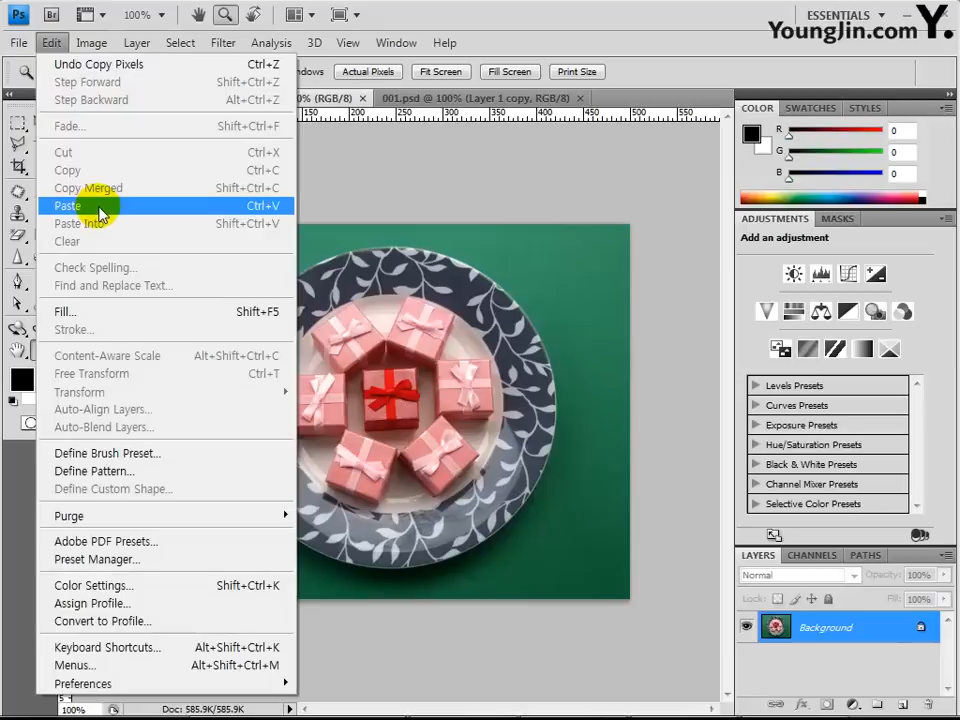 Ps Br 100% ESSENTIALS
YoungJin.com Y.
File Edit Image Layer Select Filter Analysis 3D View Window Help
ndows Actual Pixels Fit Screen Fill Screen Print Size
0% (RGB/8) × 001.psd @ 100% (Layer 1 copy, RGB/8) ×
150 200 250 300 350 400 450 500 550
Undo Copy Pixels Ctrl+Z
Step Forward Shift+Ctrl+Z
Step Backward Alt+Ctrl+Z
Fade... Shift+Ctrl+F
Cut Ctrl+X
Copy Ctrl+C
Copy Merged Shift+Ctrl+C
Paste Ctrl+V
Paste Into Shift+Ctrl+V
Clear
Check Spelling...
Find and Replace Text...
Fill... Shift+F5
Stroke...
Content-Aware Scale Alt+Shift+Ctrl+C
Free Transform Ctrl+T
Transform
Auto-Align Layers...
Auto-Blend Layers...
Define Brush Preset...
Define Pattern...
Define Custom Shape...
Purge
Adobe PDF Presets...
Preset Manager...
Color Settings... Shift+Ctrl+K
Assign Profile...
Convert to Profile...
Keyboard Shortcuts... Alt+Shift+Ctrl+K
Menus... Alt+Shift+Ctrl+M
Preferences
100% Doc: 585.9K/585.9K
COLOR SWATCHES STYLES
R 0
G 0
B 0
ADJUSTMENTS MASKS
Add an adjustment
Levels Presets
Curves Presets
Exposure Presets
Hue/Saturation Presets
Black & White Presets
Channel Mixer Presets
Selective Color Presets
LAYERS CHANNELS PATHS
Normal Opacity: 100%
Lock: Fill: 100%
Background